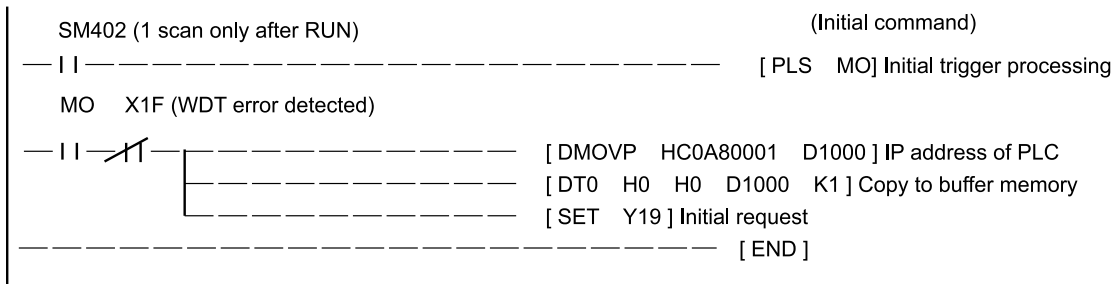 SM402 (1 scan only after RUN) (Initial command)
[ PLS MO] Initial trigger processing
MO X1F (WDT error detected)
[ DMOVP HC0A80001 D1000 ] IP address of PLC
[ DT0 H0 H0 D1000 K1 ] Copy to buffer memory
[ SET Y19 ] Initial request
[ END ]